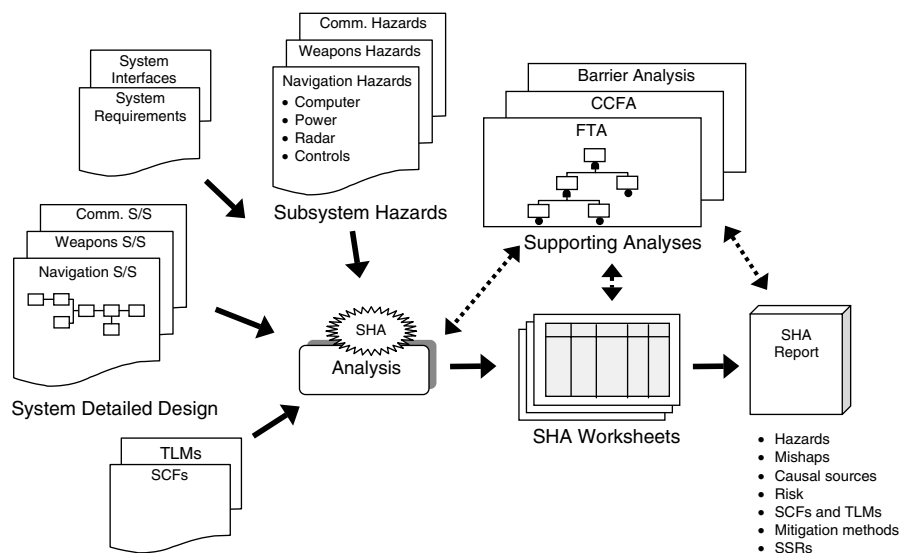 Comm. Hazards
Weapons Hazards
Navigation Hazards
• Computer
• Power
• Radar
• Controls
Subsystem Hazards
System
Interfaces
System
Requirements
Barrier Analysis
CCFA
FTA
Supporting Analyses
Comm. S/S
Weapons S/S
Navigation S/S
System Detailed Design
SHA
Analysis
SHA Worksheets
SHA
Report
TLMs
SCFs
• Hazards
• Mishaps
• Causal sources
• Risk
• SCFs and TLMs
• Mitigation methods
• SSRs